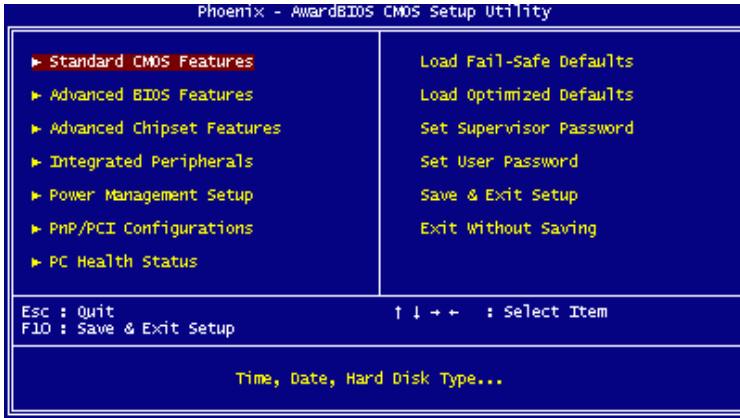 Phoenix - AwardBIOS CMOS Setup Utility
► Standard CMOS Features
► Advanced BIOS Features
► Advanced Chipset Features
► Integrated Peripherals
► Power Management Setup
► PnP/PCI Configurations
► PC Health Status
Load Fail-Safe Defaults
Load Optimized Defaults
Set Supervisor Password
Set User Password
Save & Exit Setup
Exit Without Saving
Esc : Quit
F10 : Save & Exit Setup
↑ ↓ → ← : Select Item
Time, Date, Hard Disk Type...